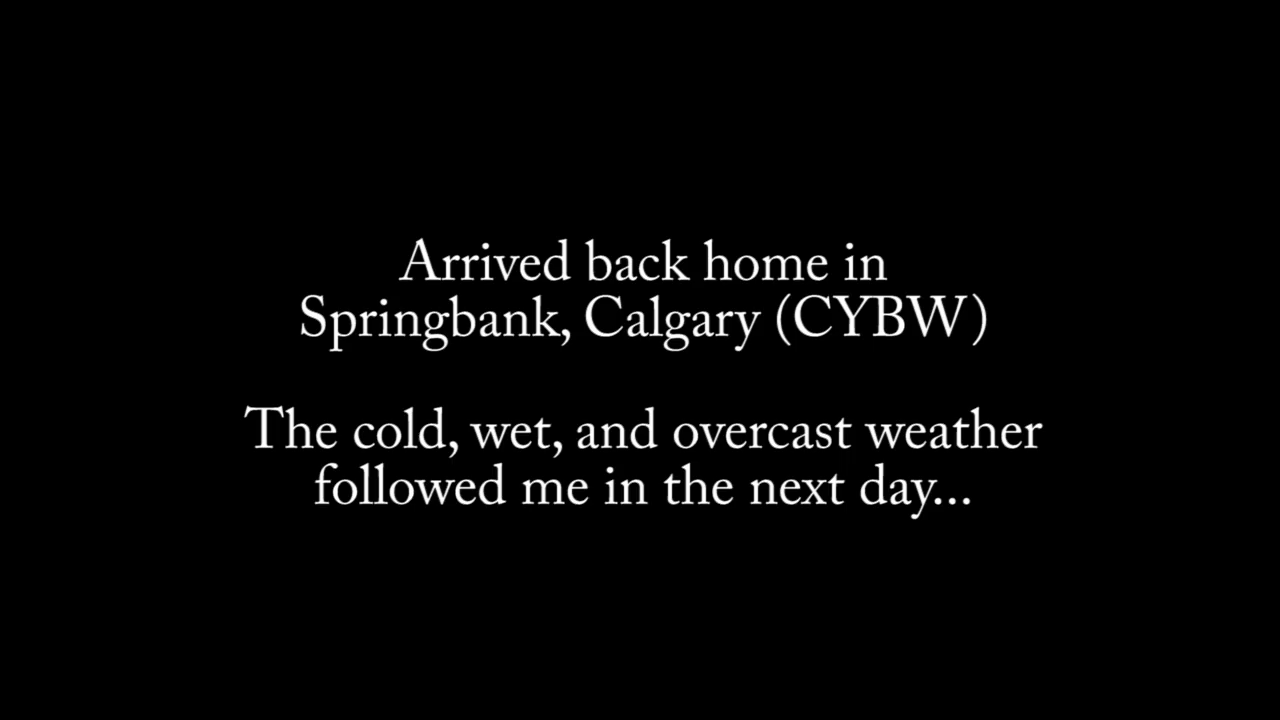 Arrived back home in
Springbank, Calgary (CYBW)
The cold, wet, and overcast weather
followed me in the next day...